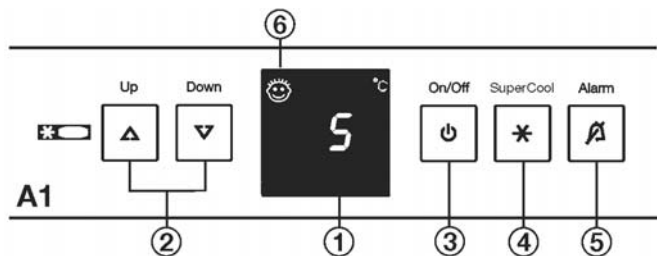 ⑥
Up Down °C On/Off SuperCool Alarm
5
A1
② ① ③ ④ ⑤